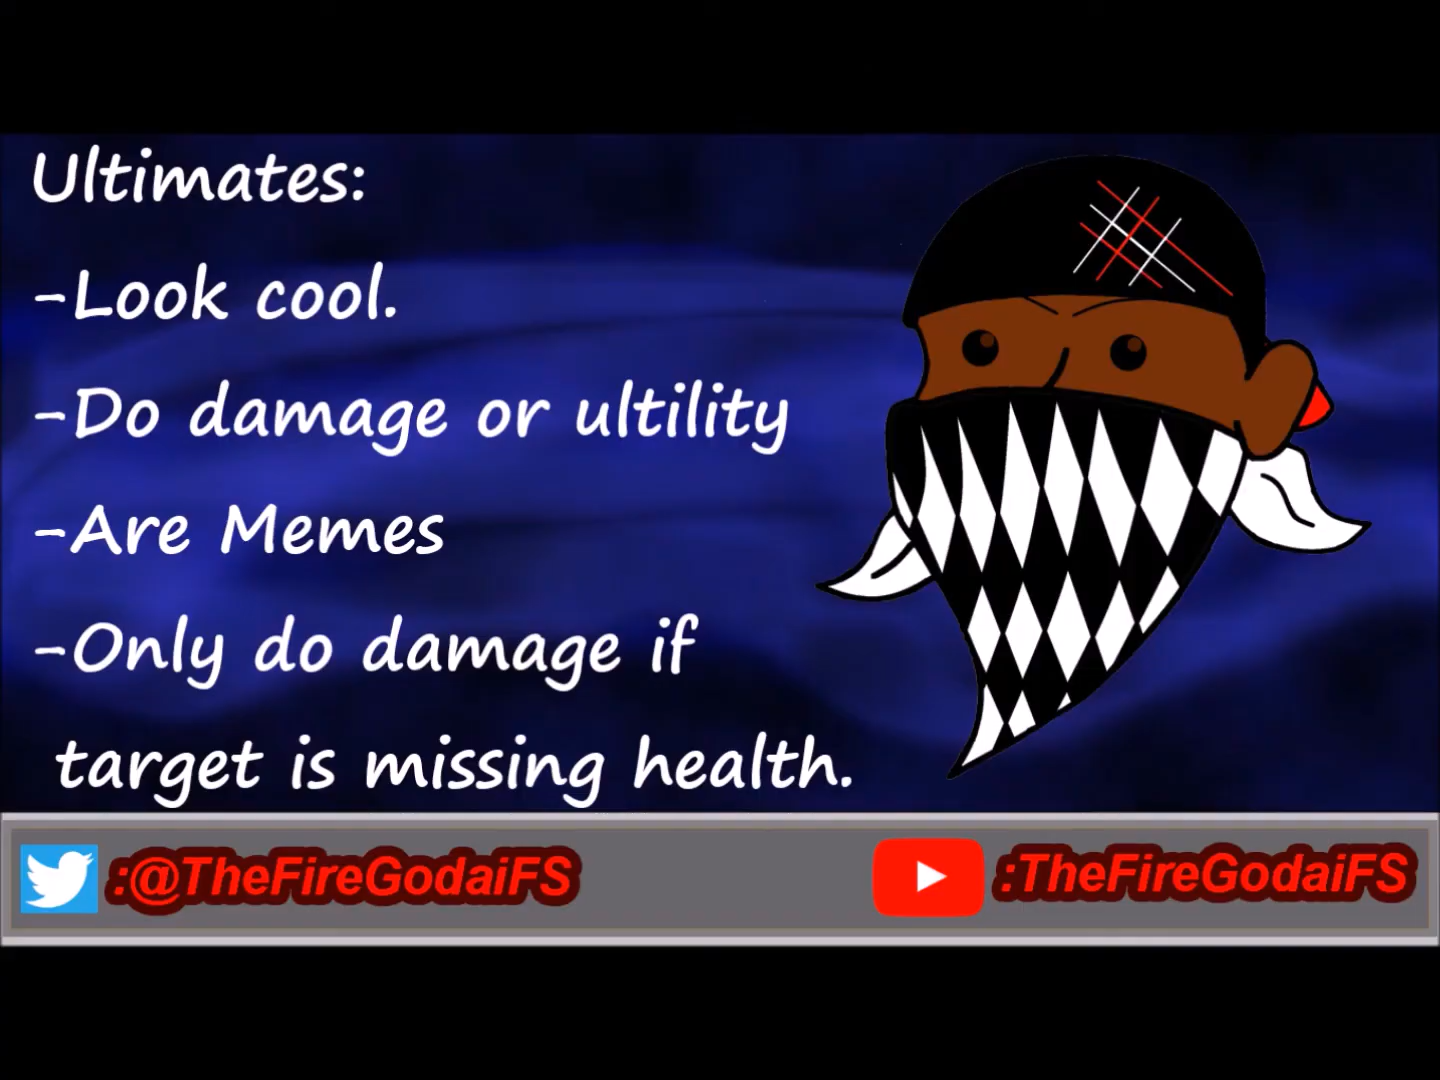 Ultimates:
-Look cool.
-Do damage or ultility
-Are Memes
-Only do damage if
target is missing health.
:@TheFireGodaiFS
:TheFireGodaiFS